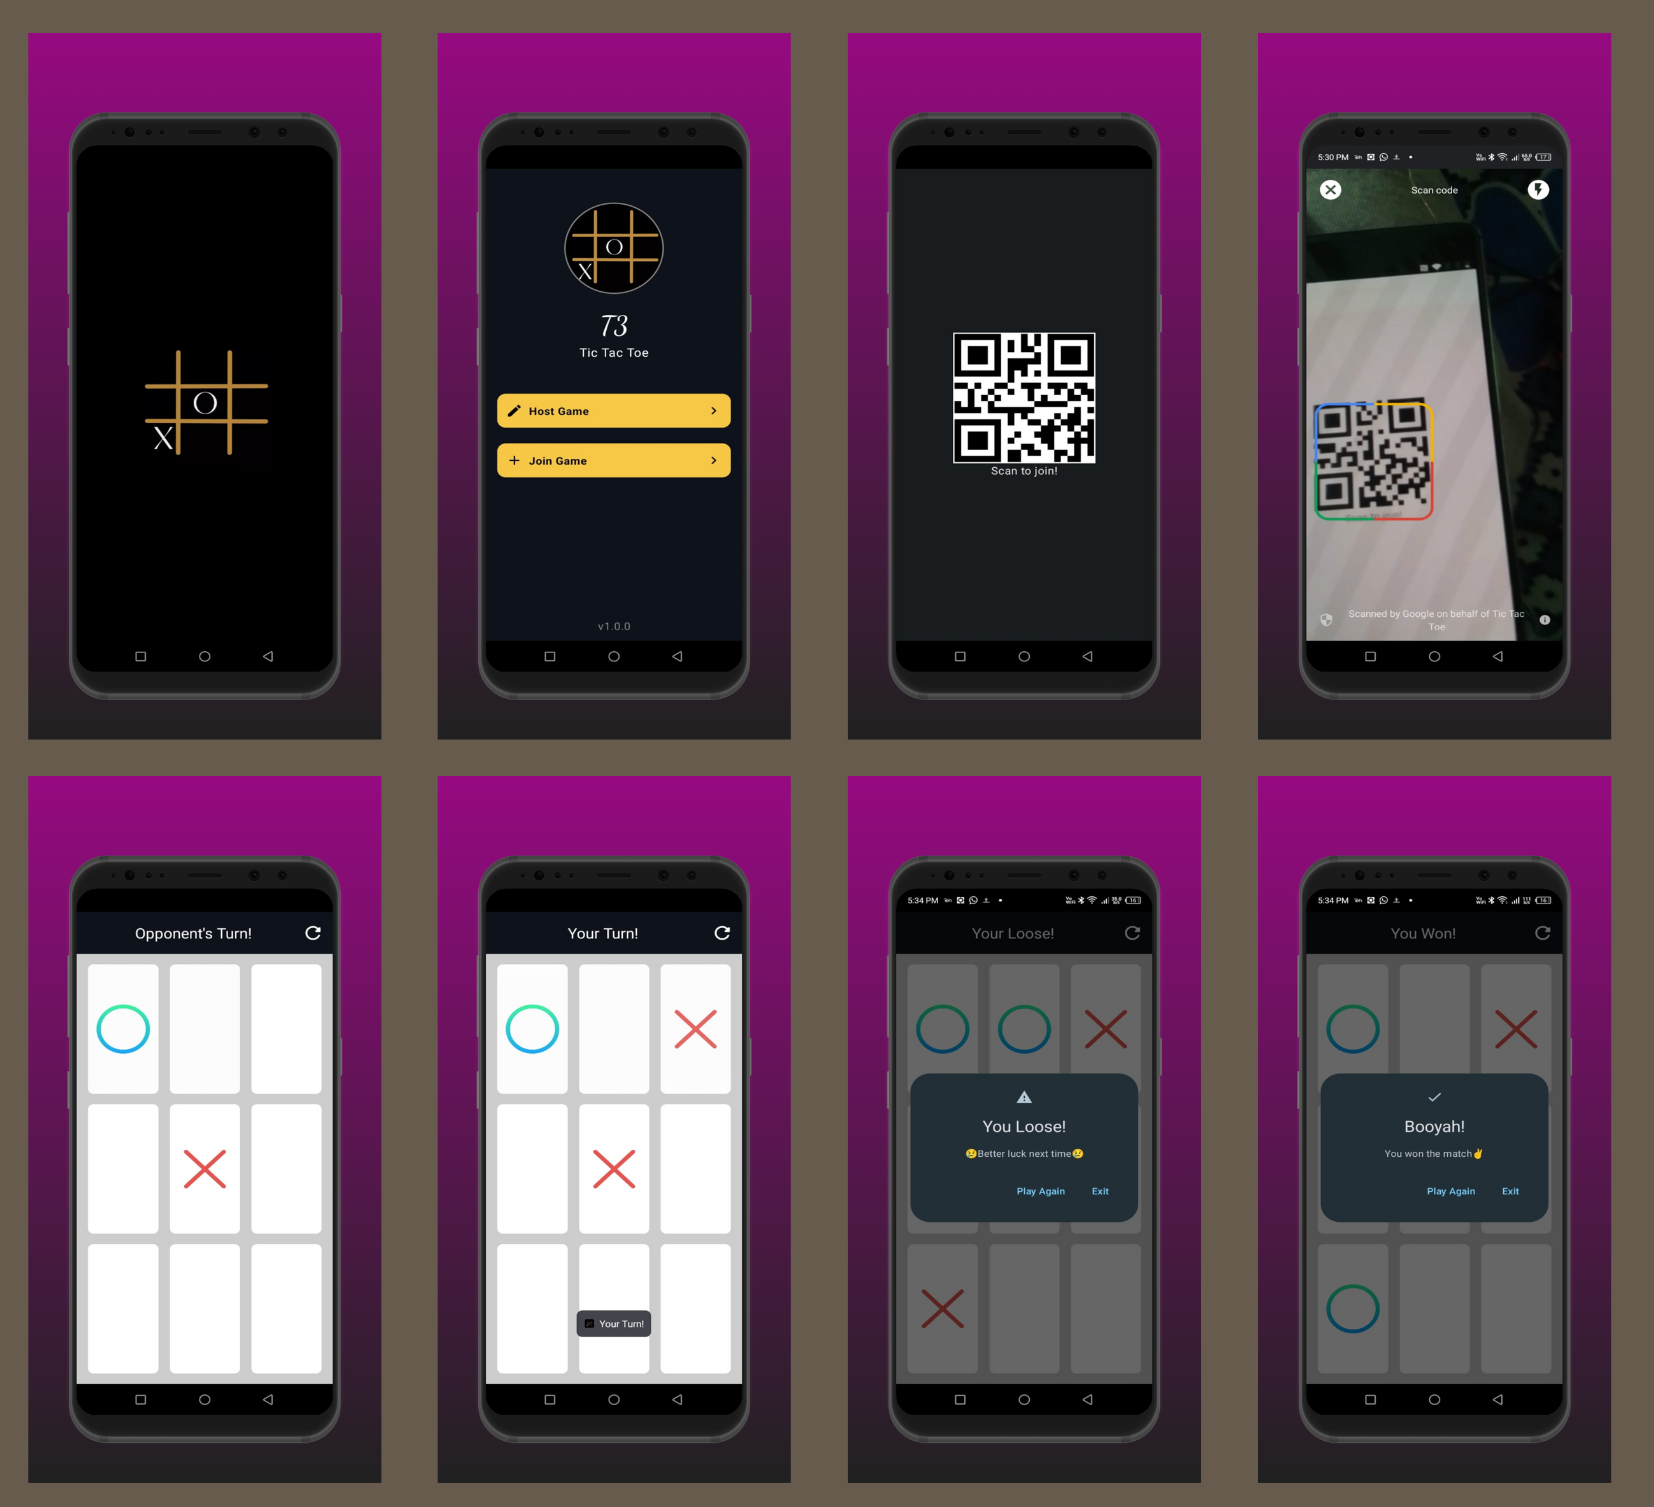 X
O
O
X
T3
Tic Tac Toe
Host Game
Join Game
v1.0.0
Scan to join!
5:30 PM
Scan code
Scanned by Google on behalf of Tic Tac
Toe
Opponent's Turn!
Your Turn!
Your Turn!
5:34 PM
Your Loose!
You Loose!
😢Better luck next time😢
Play Again Exit
5:34 PM
You Won!
Booyah!
You won the match✌
Play Again Exit